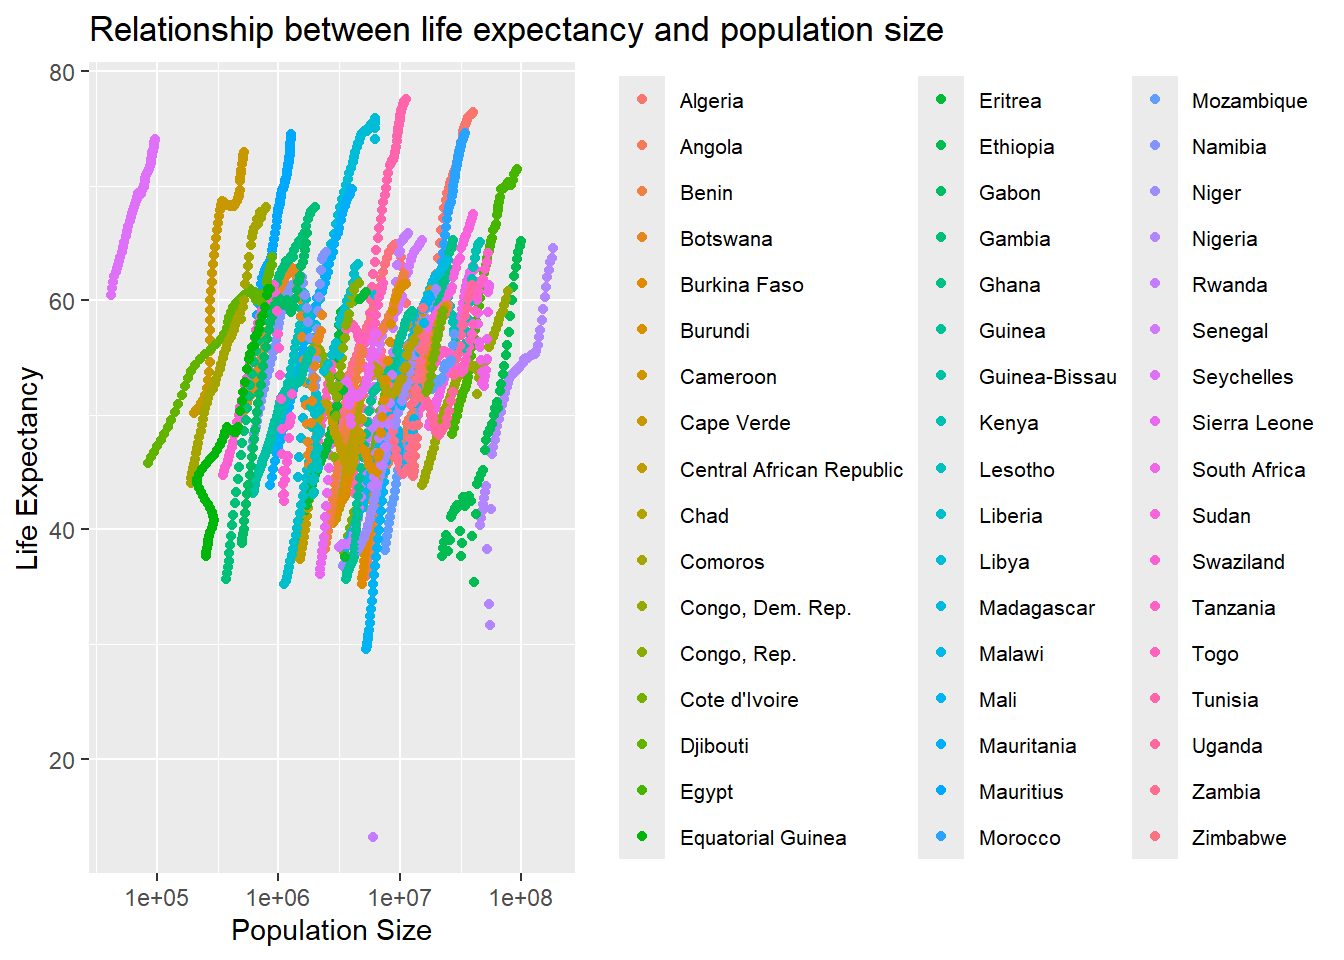 Relationship between life expectancy and population size
80
60
40
20
Life Expectancy
1e+05
1e+06
1e+07
1e+08
Population Size
Algeria
Angola
Benin
Botswana
Burkina Faso
Burundi
Cameroon
Cape Verde
Central African Republic
Chad
Comoros
Congo, Dem. Rep.
Congo, Rep.
Cote d'Ivoire
Djibouti
Egypt
Equatorial Guinea
Eritrea
Ethiopia
Gabon
Gambia
Ghana
Guinea
Guinea-Bissau
Kenya
Lesotho
Liberia
Libya
Madagascar
Malawi
Mali
Mauritania
Mauritius
Morocco
Mozambique
Namibia
Niger
Nigeria
Rwanda
Senegal
Seychelles
Sierra Leone
South Africa
Sudan
Swaziland
Tanzania
Togo
Tunisia
Uganda
Zambia
Zimbabwe